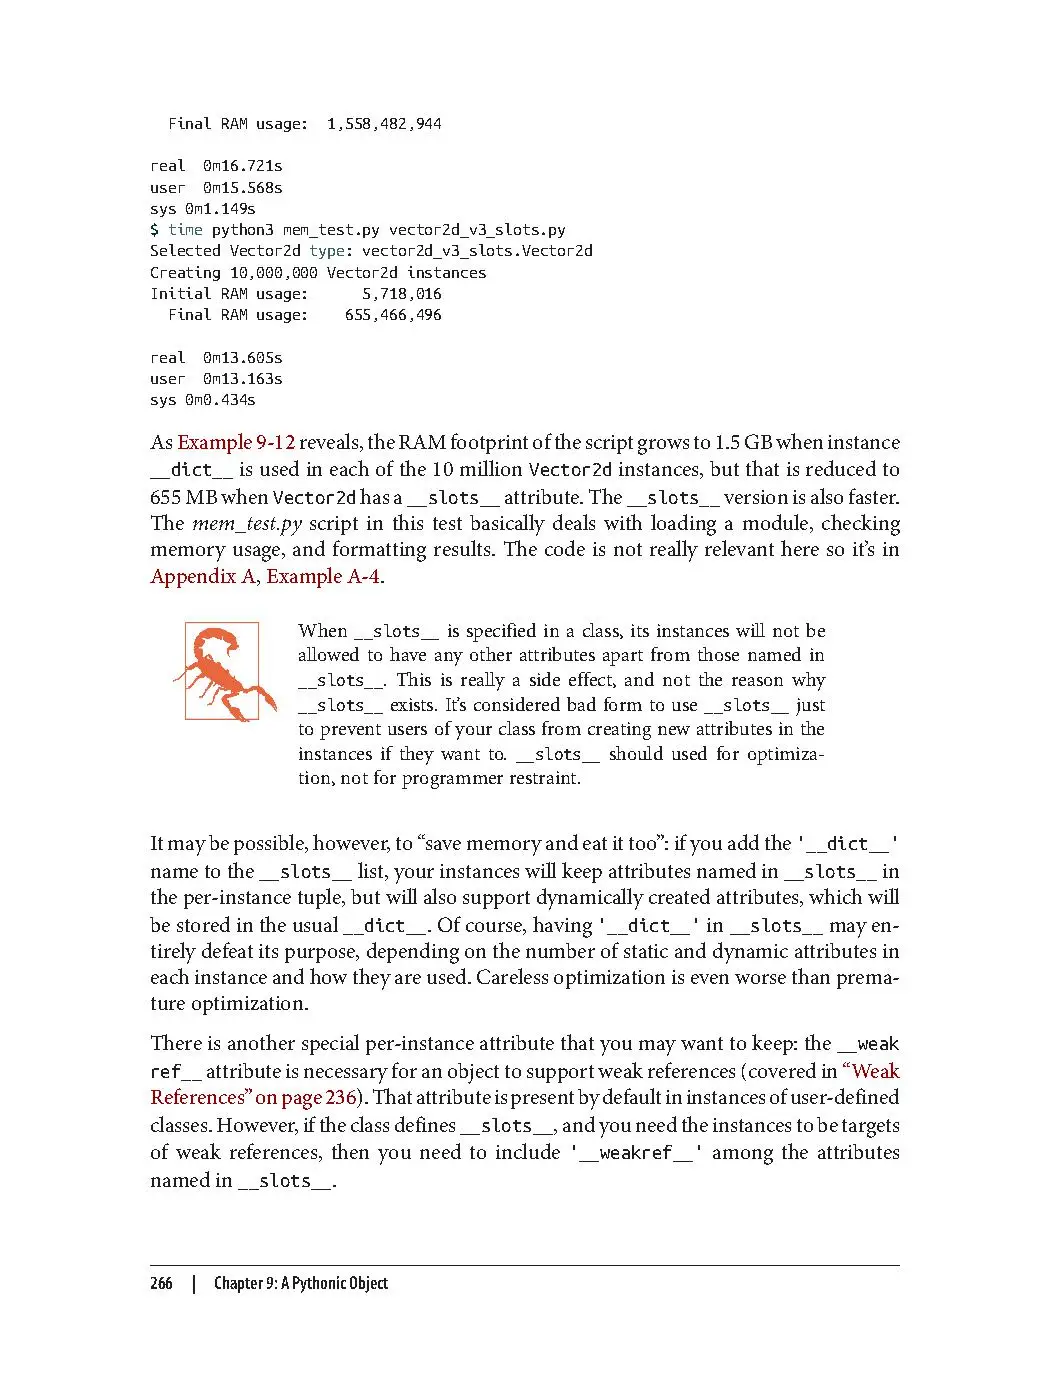 Final RAM usage: 1,558,482,944
real 0m16.721s
user 0m15.568s
sys 0m1.149s
$ time python3 mem_test.py vector2d_v3_slots.py
Selected Vector2d type: vector2d_v3_slots.Vector2d
Creating 10,000,000 Vector2d instances
Initial RAM usage: 5,718,016
Final RAM usage: 655,466,496
real 0m13.605s
user 0m13.163s
sys 0m0.434s
As Example 9-12 reveals, the RAM footprint of the script grows to 1.5 GB when instance
__dict__ is used in each of the 10 million Vector2d instances, but that is reduced to
655 MB when Vector2d has a __slots__ attribute. The __slots__ version is also faster.
The mem_test.py script in this test basically deals with loading a module, checking
memory usage, and formatting results. The code is not really relevant here so it’s in
Appendix A, Example A-4.
When __slots__ is specified in a class, its instances will not be
allowed to have any other attributes apart from those named in
__slots__. This is really a side effect, and not the reason why
__slots__ exists. It’s considered bad form to use __slots__ just
to prevent users of your class from creating new attributes in the
instances if they want to. __slots__ should used for optimiza-
tion, not for programmer restraint.
It may be possible, however, to “save memory and eat it too”: if you add the '__dict__'
name to the __slots__ list, your instances will keep attributes named in __slots__ in
the per-instance tuple, but will also support dynamically created attributes, which will
be stored in the usual __dict__. Of course, having '__dict__' in __slots__ may en-
tirely defeat its purpose, depending on the number of static and dynamic attributes in
each instance and how they are used. Careless optimization is even worse than prema-
ture optimization.
There is another special per-instance attribute that you may want to keep: the __weak
ref__ attribute is necessary for an object to support weak references (covered in “Weak
References” on page 236). That attribute is present by default in instances of user-defined
classes. However, if the class defines __slots__, and you need the instances to be targets
of weak references, then you need to include '__weakref__' among the attributes
named in __slots__.
266 | Chapter 9: A Pythonic Object